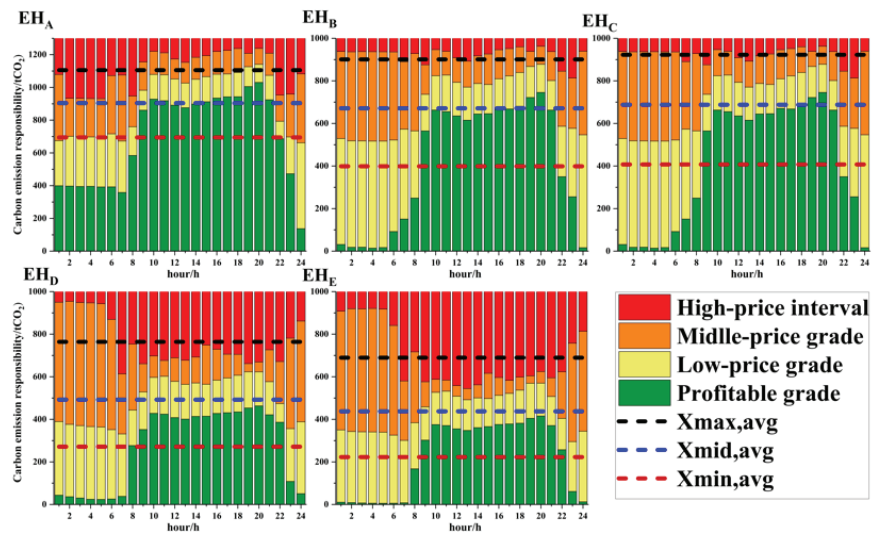 EHA
EHB
EHC
Carbon emission responsibility/tCO2)
1200
1000
800
600
400
200
0
2 4 6 8 10 12 14 16 18 20 22 24
hour/h
1000
800
600
400
200
0
2 4 6 8 10 12 14 16 18 20 22 24
hour/h
1000
800
600
400
200
0
2 4 6 8 10 12 14 16 18 20 22 24
hour/h
EHD
EHE
Carbon emission responsibility/tCO2)
1000
800
600
400
200
0
2 4 6 8 10 12 14 16 18 20 22 24
hour/h
1000
800
600
400
200
0
2 4 6 8 10 12 14 16 18 20 22 24
hour/h
High-price interval
Midlle-price grade
Low-price grade
Profitable grade
Xmax,avg
Xmid,avg
Xmin,avg